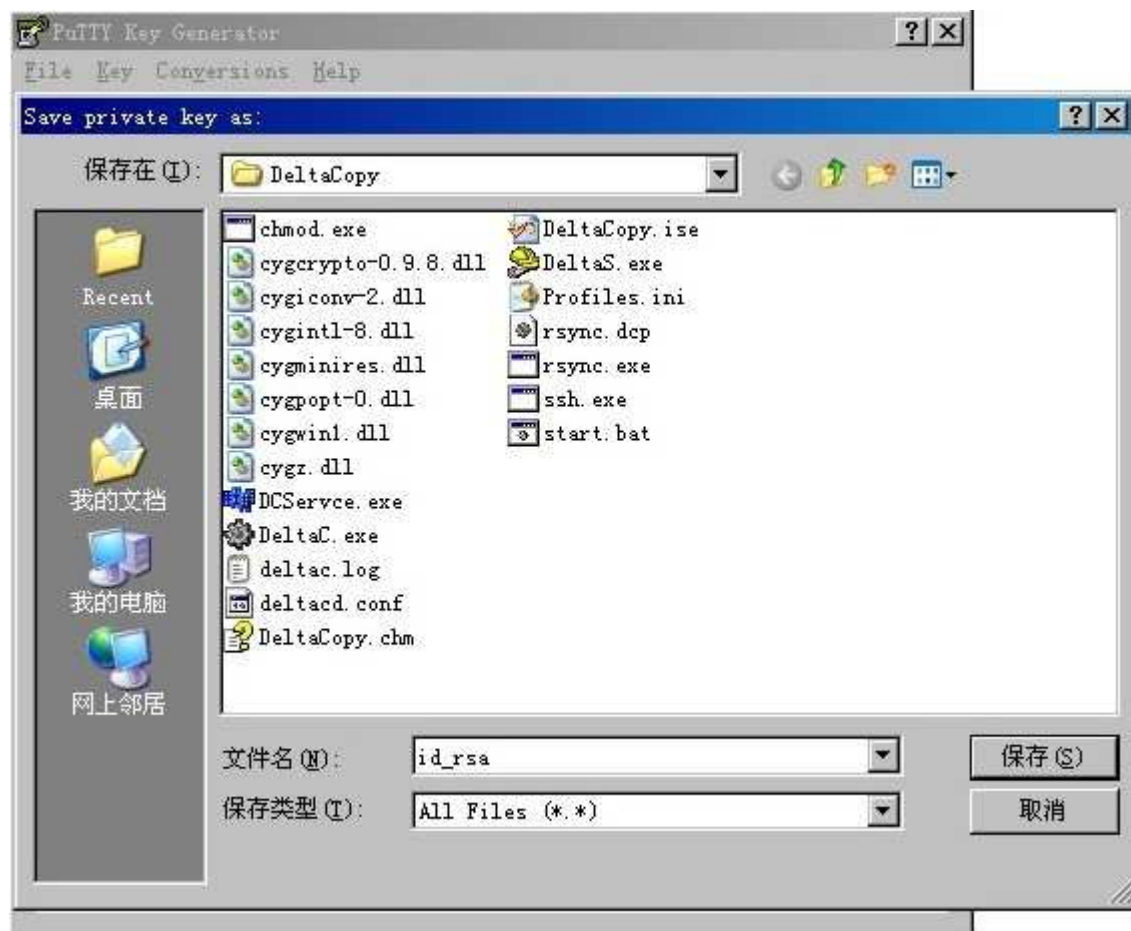 PuTTY Key Generator
File Key Conversions Help
Save private key as:
保存在(I):
DeltaCopy
Recent
桌面
我的文档
我的电脑
网上邻居
chmod.exe
cygcrypto-0.9.8.dll
cygiconv-2.dll
cygintl-8.dll
cygminires.dll
cygpopt-0.dll
cygwin1.dll
cygz.dll
DCServce.exe
DeltaC.exe
deltac.log
deltacd.conf
DeltaCopy.chm
DeltaCopy.ise
DeltaS.exe
Profiles.ini
rsync.dcp
rsync.exe
ssh.exe
start.bat
文件名(N):
id_rsa
保存(S)
保存类型(T):
All Files (*.*)
取消